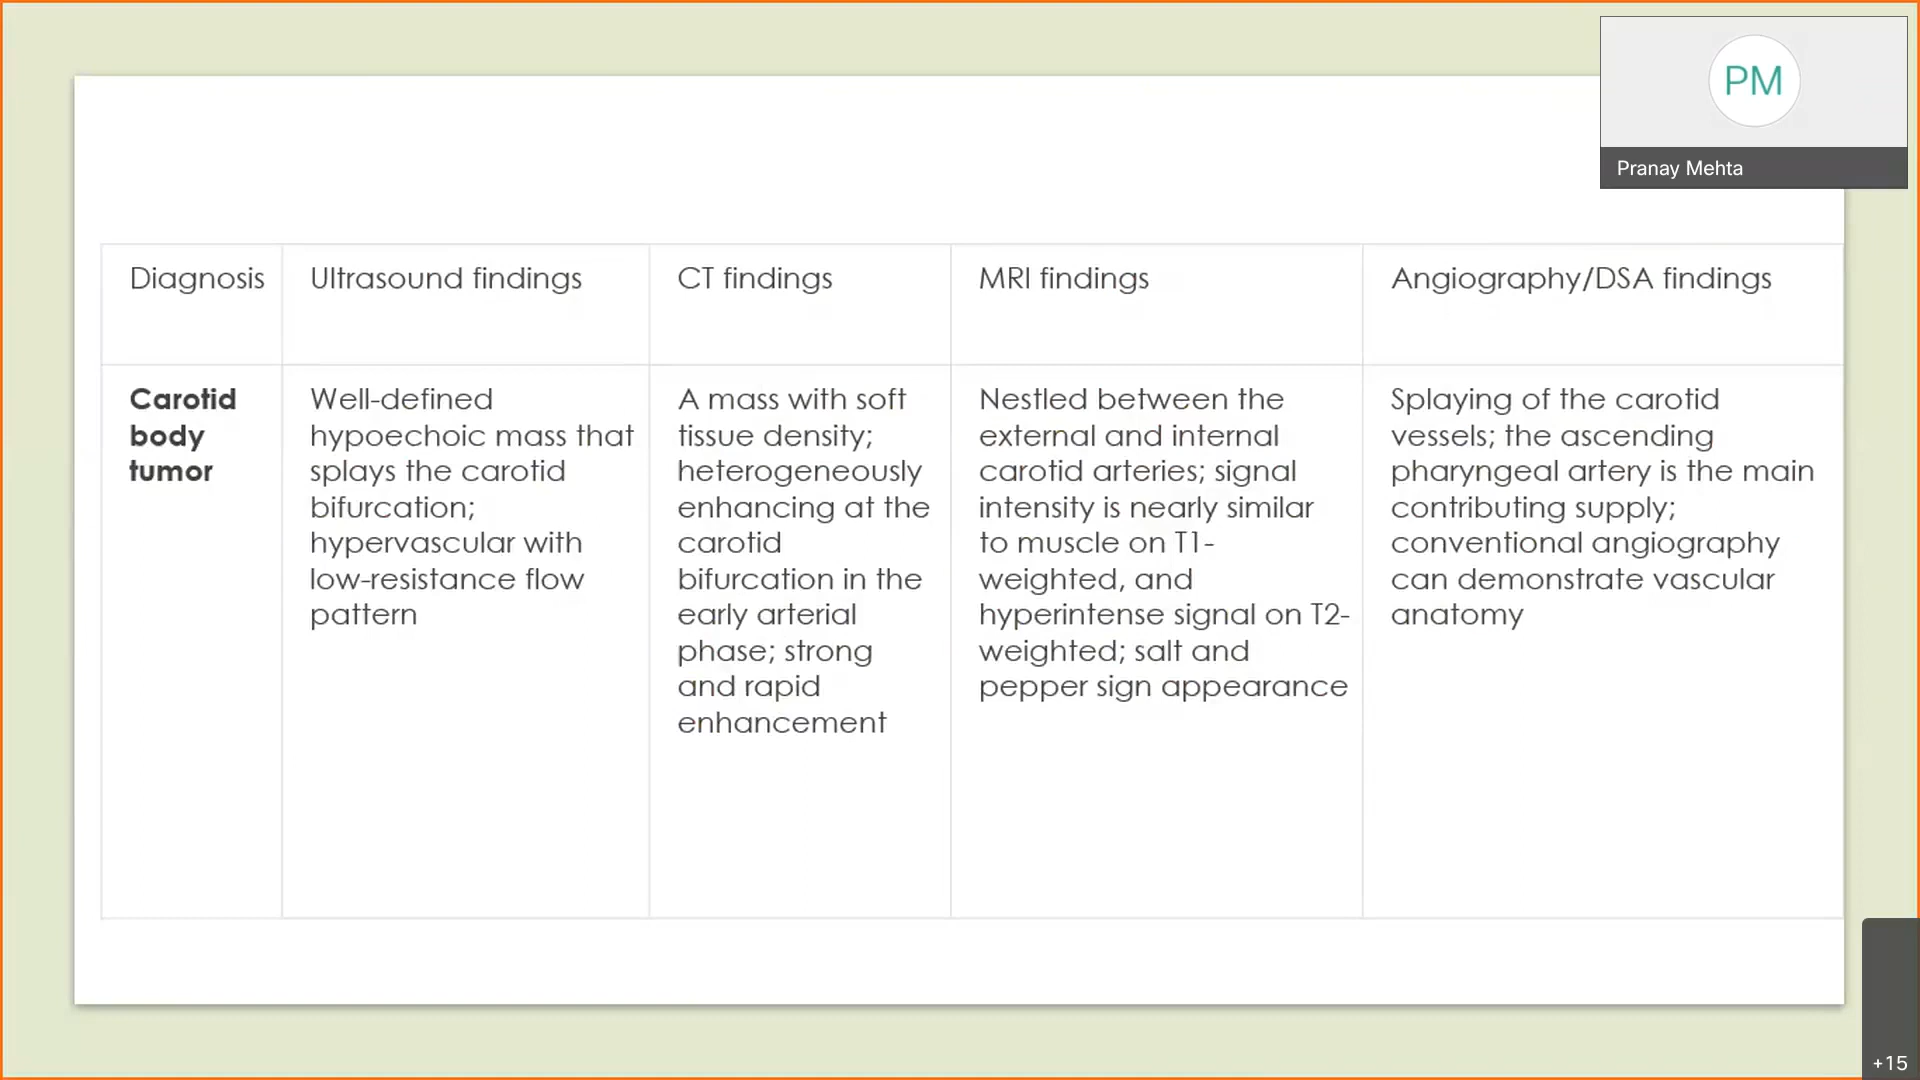 PM
Pranay Mehta
Diagnosis
Ultrasound findings
CT findings
MRI findings
Angiography/DSA findings
Carotid
body
tumor
Well-defined
hypoechoic mass that
splays the carotid
bifurcation;
hypervascular with
low-resistance flow
pattern
A mass with soft
tissue density;
heterogeneously
enhancing at the
carotid
bifurcation in the
early arterial
phase; strong
and rapid
enhancement
Nestled between the
external and internal
carotid arteries; signal
intensity is nearly similar
to muscle on T1-
weighted, and
hyperintense signal on T2-
weighted; salt and
pepper sign appearance
Splaying of the carotid
vessels; the ascending
pharyngeal artery is the main
contributing supply;
conventional angiography
can demonstrate vascular
anatomy
+15